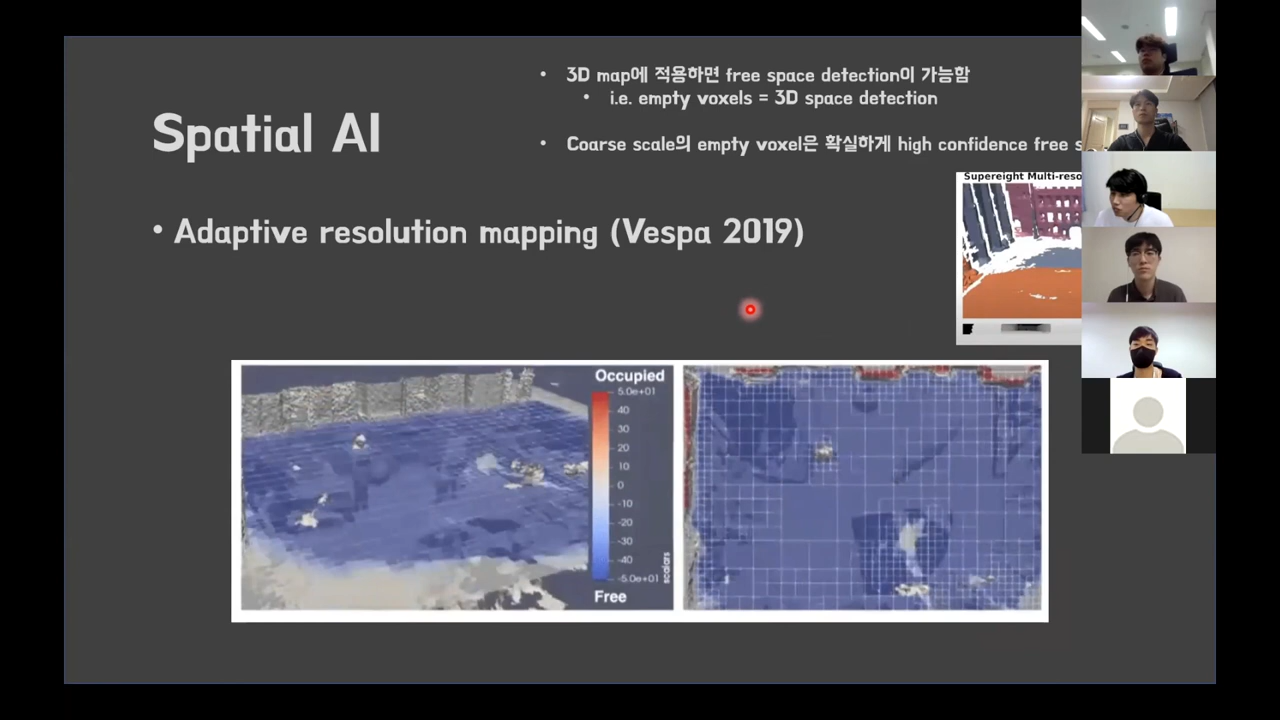 Spatial AI
• 3D map에 적용하면 free space detection이 가능함
• i.e. empty voxels = 3D space detection
• Coarse scale의 empty voxel은 확실하게 high confidence free s
• Adaptive resolution mapping (Vespa 2019)
Supereight Multi-reso
Occupied
5.0e+01
40
30
20
10
0
-10
-20
-30
-40
-5.0e+01
scalars
Free